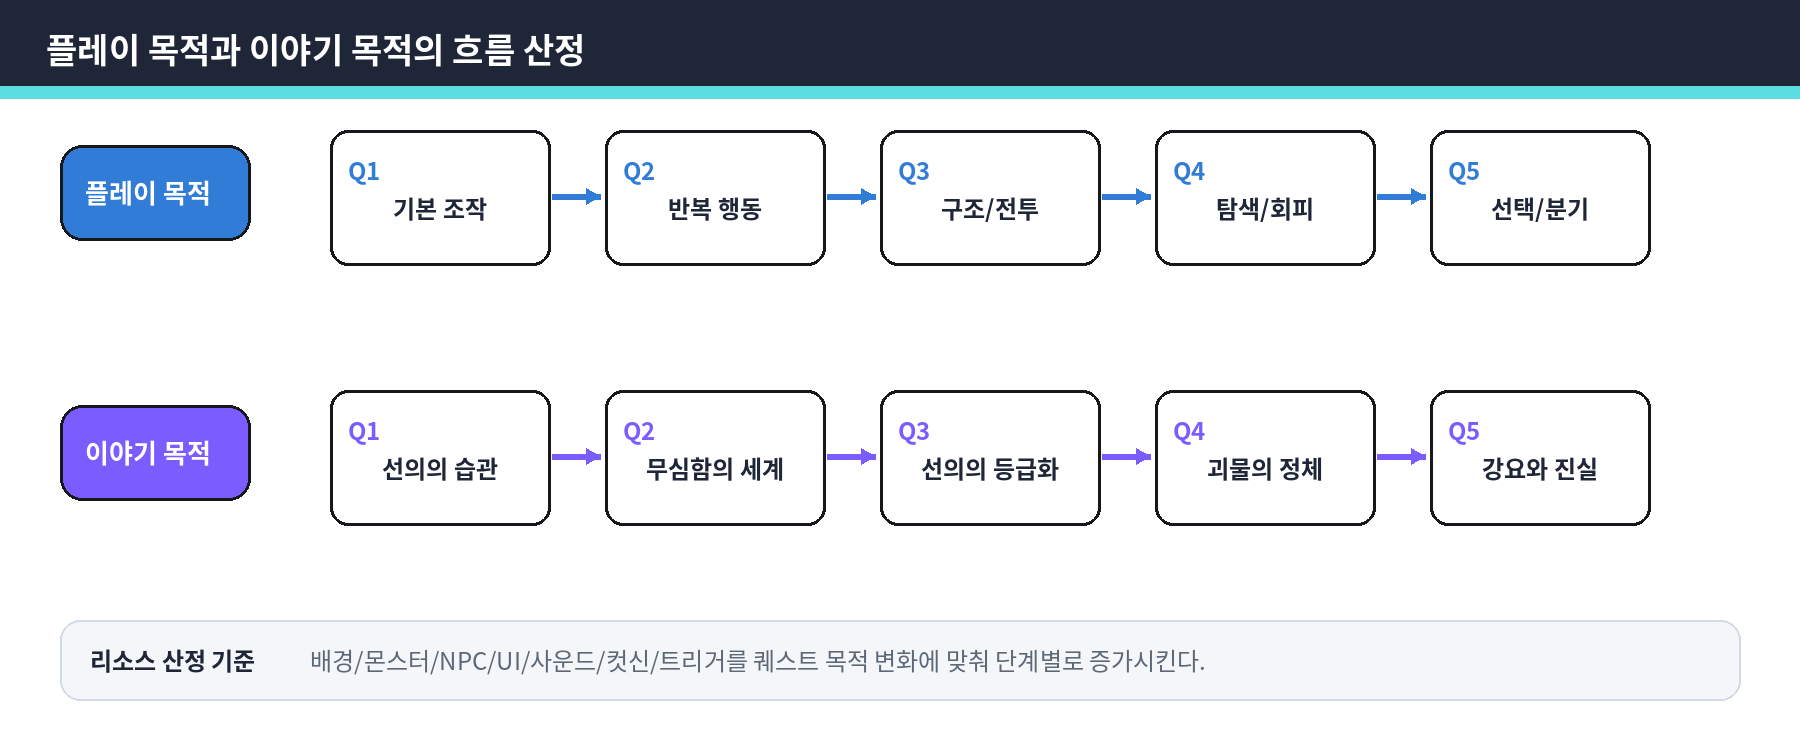 플레이 목적과 이야기 목적의 흐름 산정
플레이 목적
Q1
기본 조작
Q2
반복 행동
Q3
구조/전투
Q4
탐색/회피
Q5
선택/분기
이야기 목적
Q1
선의의 습관
Q2
무심함의 세계
Q3
선의의 등급화
Q4
괴물의 정체
Q5
강요와 진실
리소스 산정 기준
배경/몬스터/NPC/UI/사운드/컷신/트리거를 퀘스트 목적 변화에 맞춰 단계별로 증가시킨다.